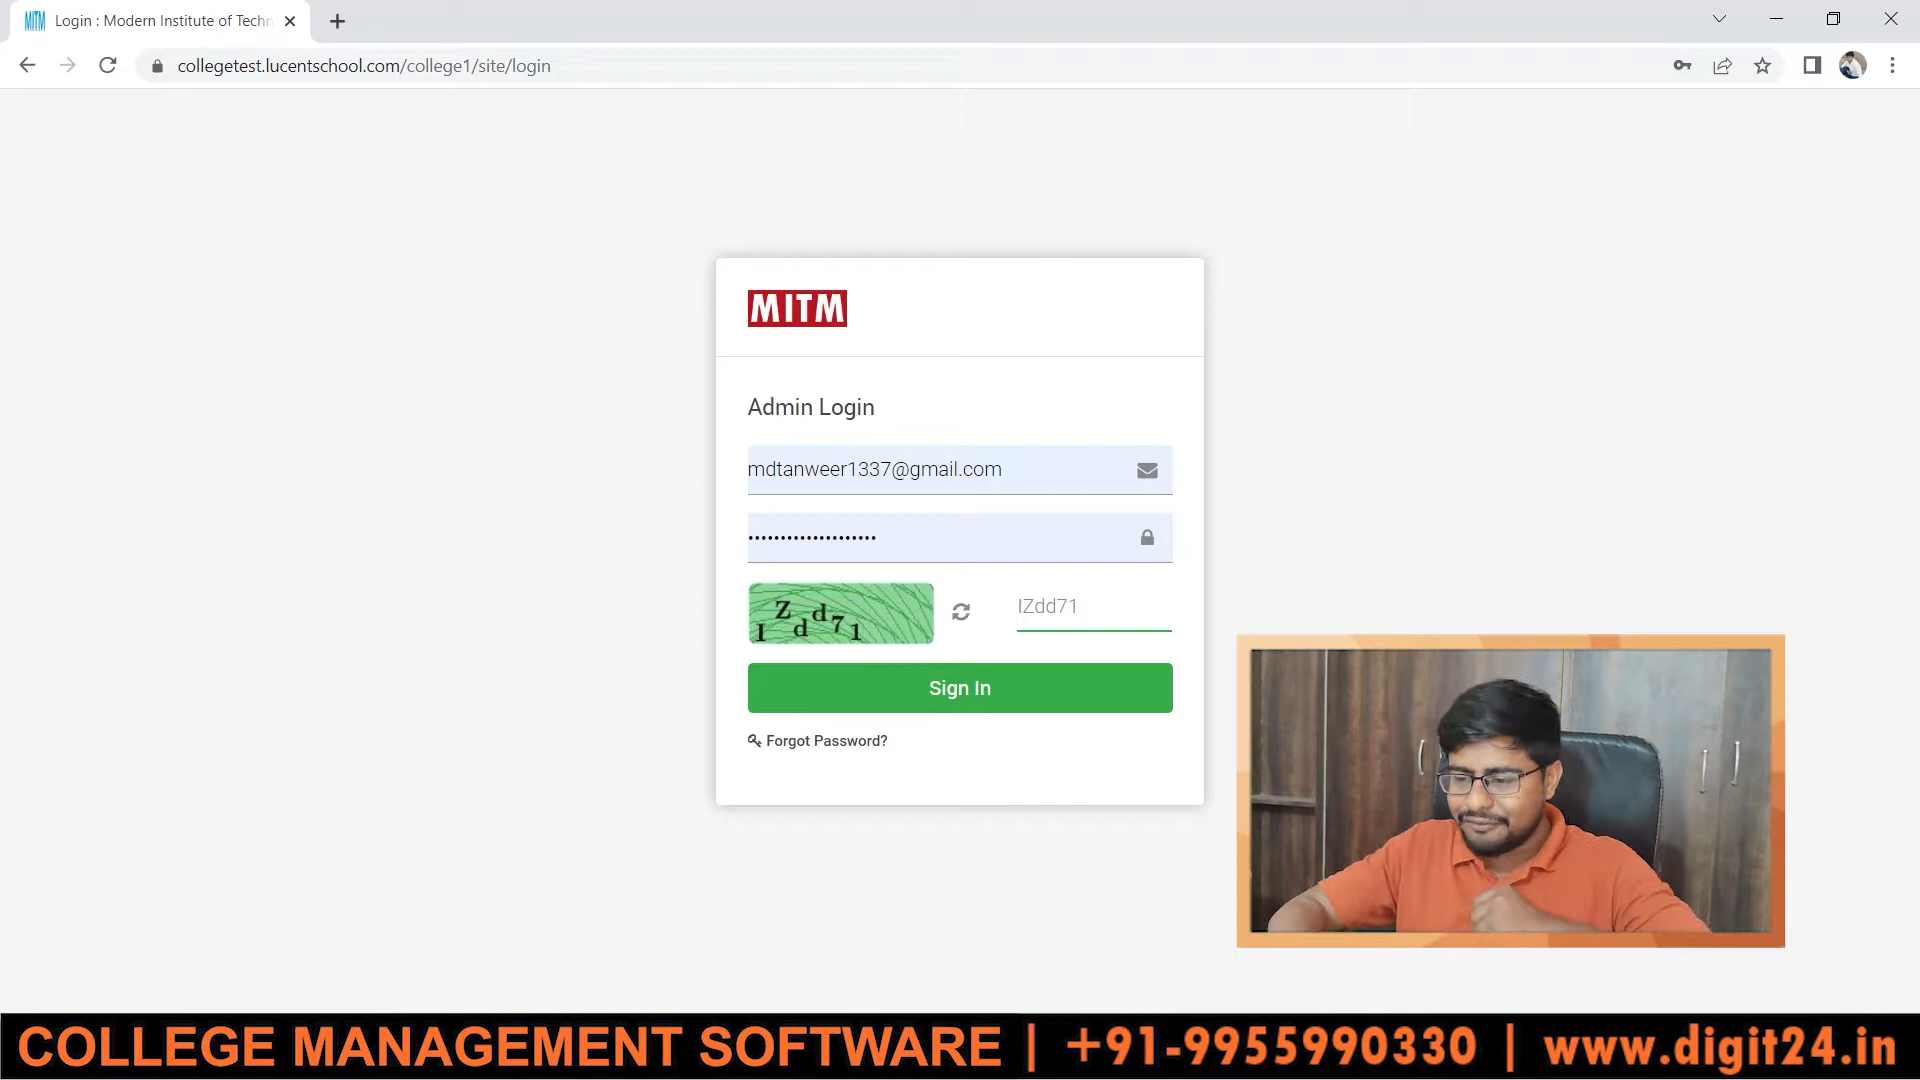 Login : Modern Institute of Techn
collegetest.lucentschool.com/college1/site/login
MITM
Admin Login
mdtanweer1337@gmail.com
IZdd71
IZdd71
Sign In
Forgot Password?
COLLEGE MANAGEMENT SOFTWARE | +91-9955990330 | www.digit24.in